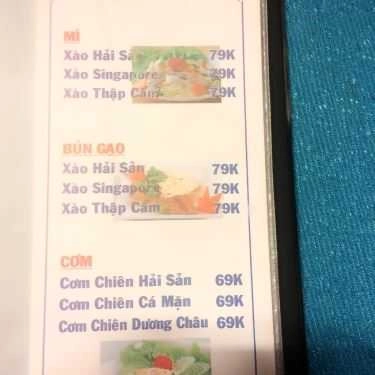 MÌ
Xào Hải Sản 79K
Xào Singapore 79K
Xào Thập Cẩm 79K
BÚN GẠO
Xào Hải Sản 79K
Xào Singapore 79K
Xào Thập Cẩm 79K
CƠM
Cơm Chiên Hải Sản 69K
Cơm Chiên Cá Mặn 69K
Cơm Chiên Dương Châu 69K